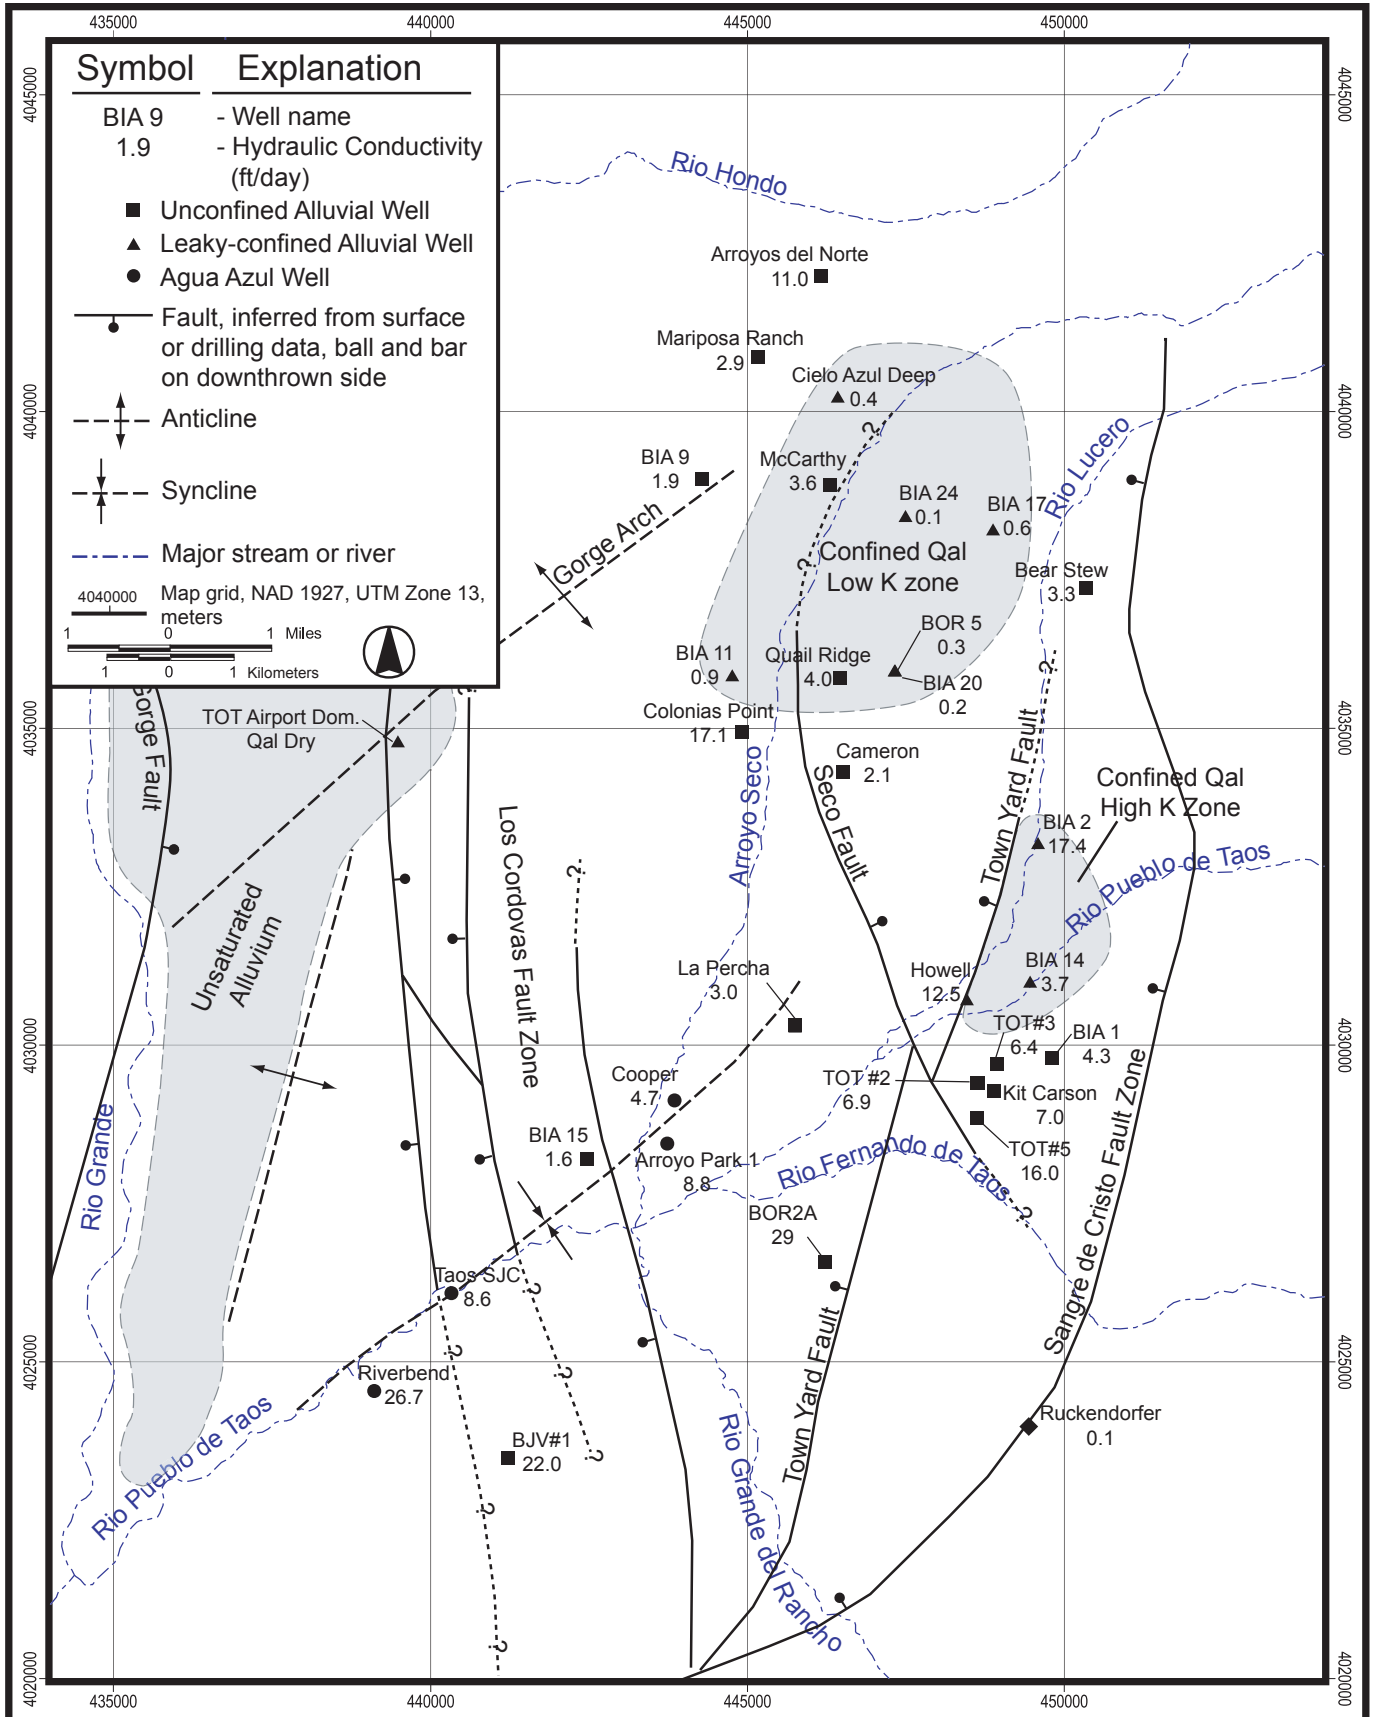 435000
440000
445000
450000
4045000
4045000
Symbol
Explanation
BIA 9
- Well name
1.9
- Hydraulic Conductivity
(ft/day)
Unconfined Alluvial Well
Leaky-confined Alluvial Well
Agua Azul Well
Fault, inferred from surface
or drilling data, ball and bar
on downthrown side
Anticline
Syncline
Major stream or river
4040000
Map grid, NAD 1927, UTM Zone 13,
meters
1 0 1 Miles
1 0 1 Kilometers
Rio Hondo
Arroyos del Norte
11.0
Mariposa Ranch
2.9
Cielo Azul Deep
0.4
4040000
4040000
?
Rio Lucero
BIA 9
1.9
McCarthy
3.6
BIA 24
0.1
BIA 17
0.6
Gorge Arch
?
Confined Qal
Low K zone
Bear Stew
3.3
BOR 5
0.3
BIA 11
0.9
Quail Ridge
4.0
BIA 20
0.2
?
?
Colonias Point
17.1
4035000
4035000
Gorge Fault
TOT Airport Dom.
Qal Dry
Cameron
2.1
Arroyo Seco
Seco Fault
Town Yard Fault
Confined Qal
High K Zone
BIA 2
17.4
Rio Pueblo de Taos
Los Cordovas Fault Zone
?
Unsaturated
Alluvium
La Percha
3.0
Howell
12.5
BIA 14
3.7
4030000
4030000
TOT#3
6.4
BIA 1
4.3
TOT #2
6.9
Kit Carson
7.0
TOT#5
16.0
Cooper
4.7
BIA 15
1.6
Arroyo Park 1
8.8
Rio Fernando de Taos
?
Rio Grande
BOR2A
29
Sangre de Cristo Fault Zone
Taos SJC
8.6
?
?
?
4025000
4025000
Riverbend
26.7
Town Yard Fault
Rio Pueblo de Taos
BJV#1
22.0
?
?
Rio Grande del Rancho
Ruckendorfer
0.1
?
4020000
4020000
435000
440000
445000
450000